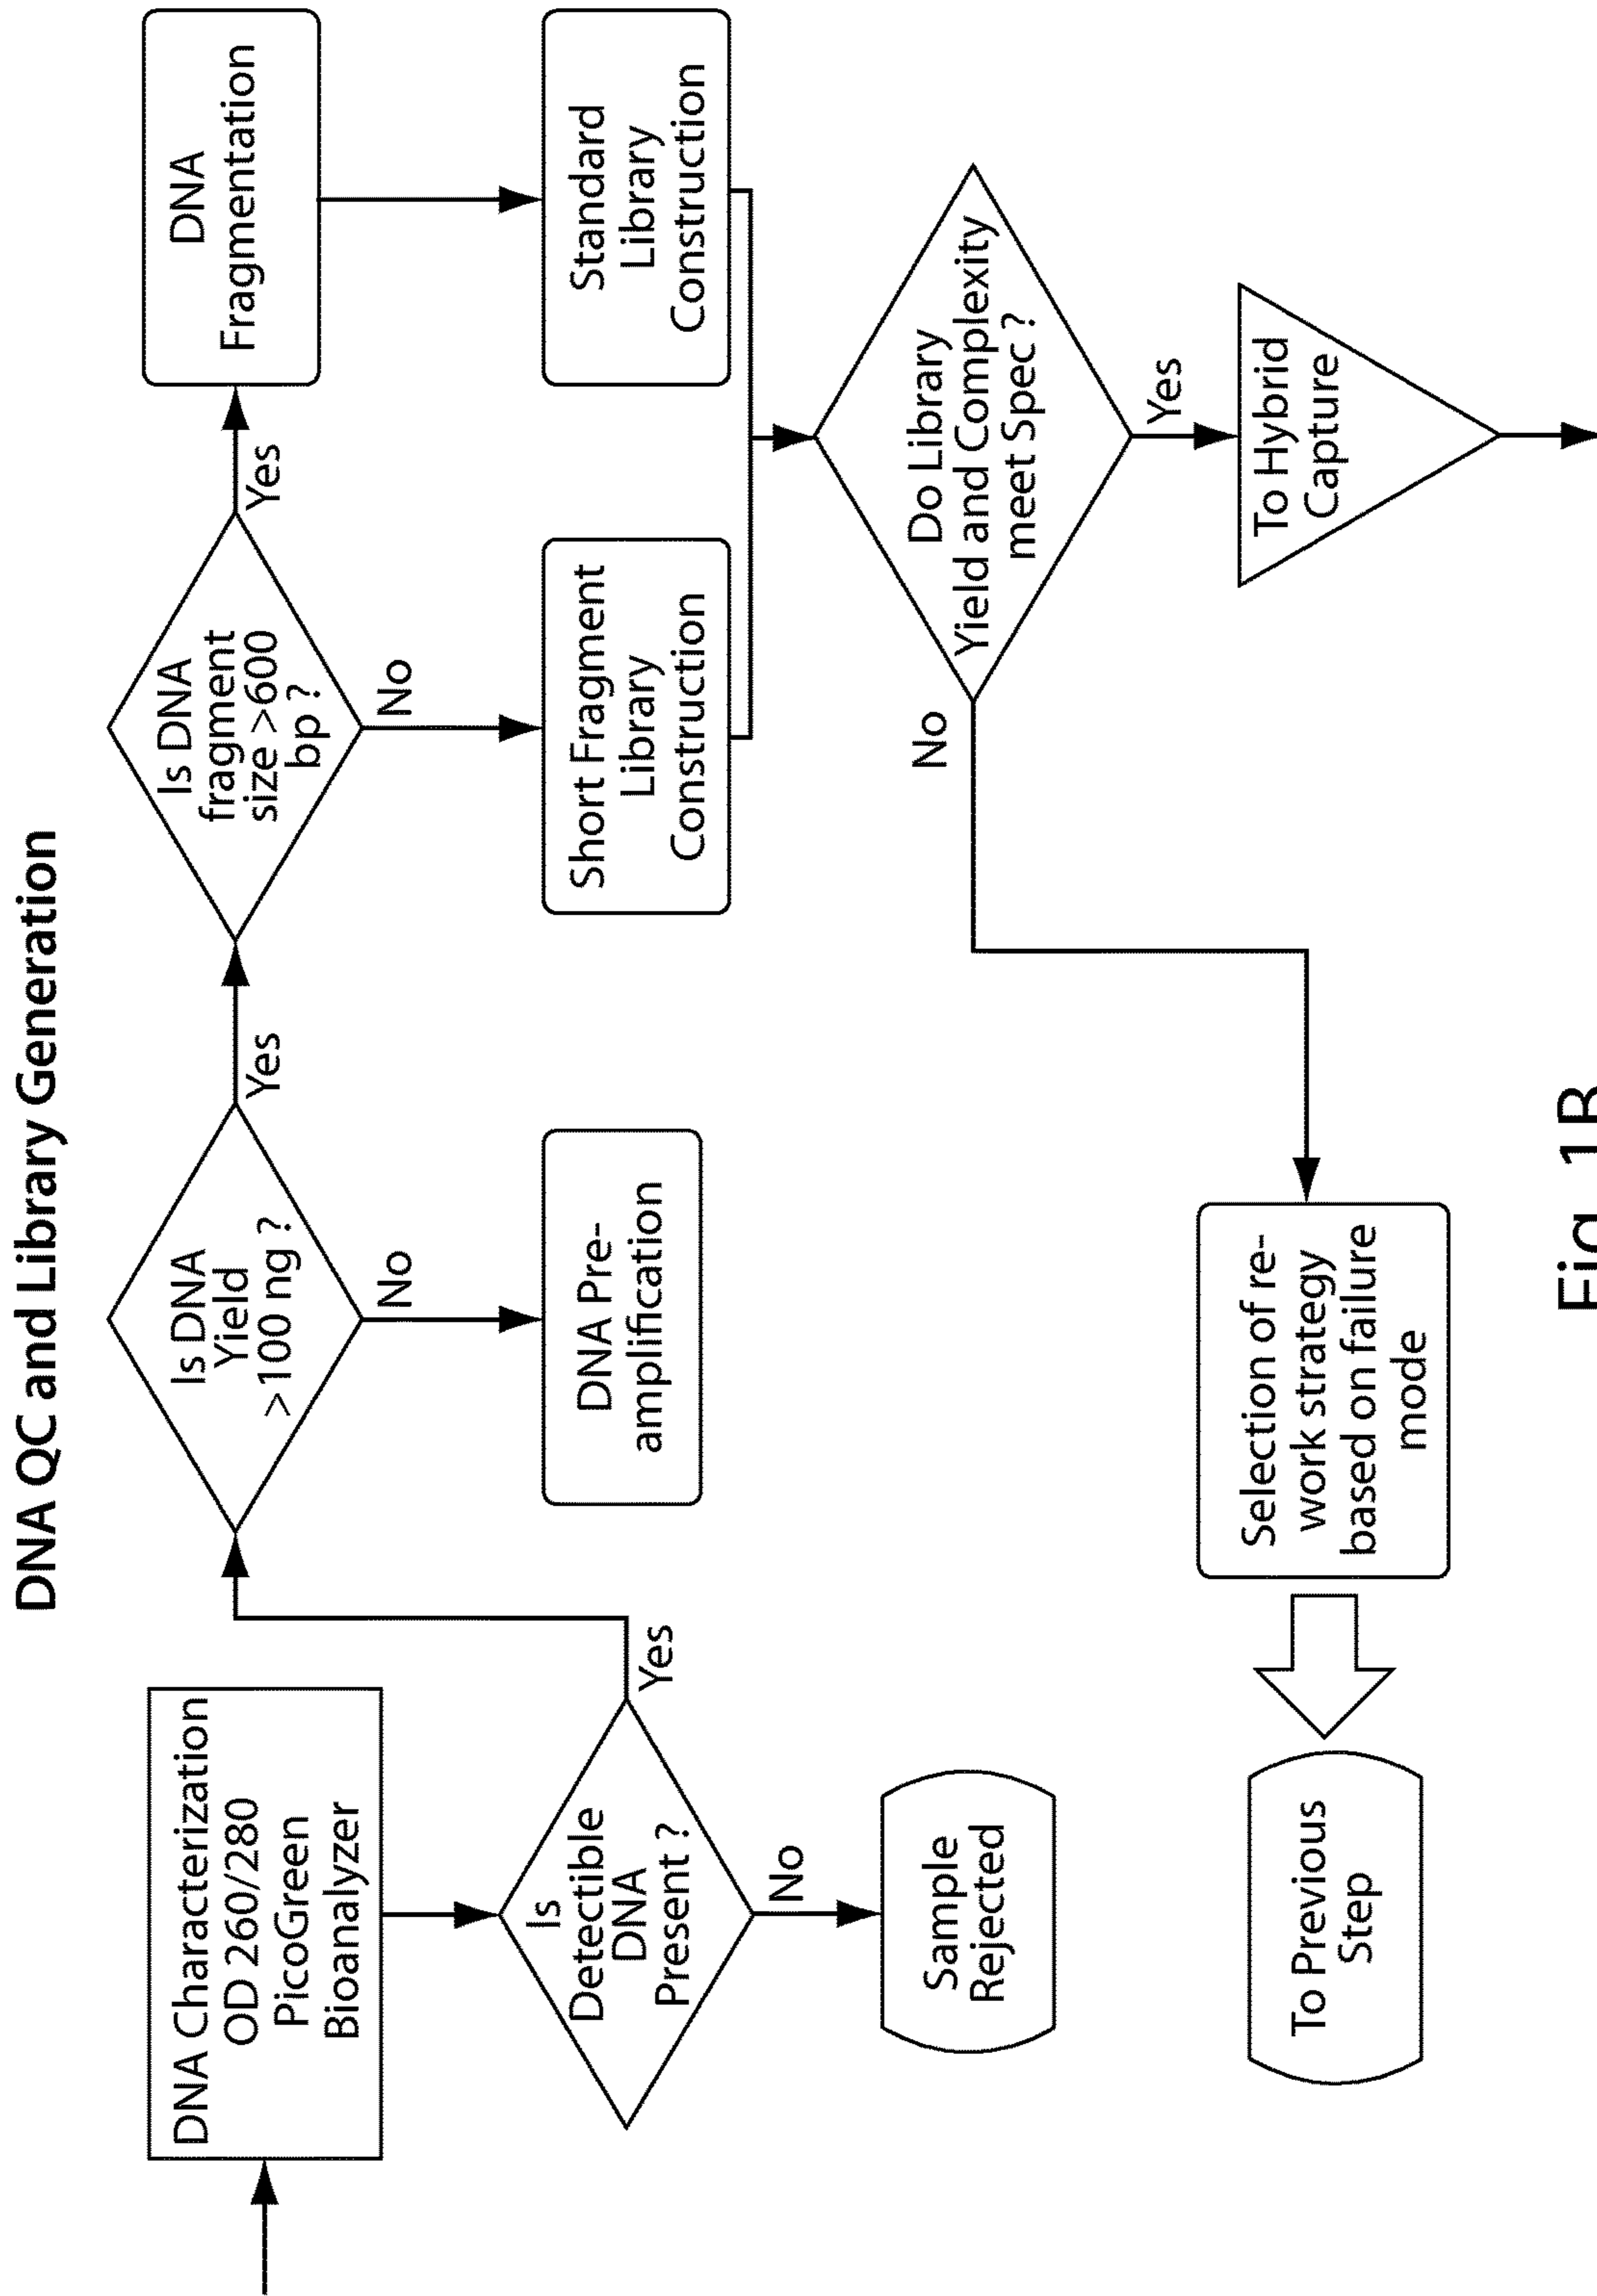 DNA QC and Library Generation
DNA Characterization
OD 260/280
PicoGreen
Bioanalyzer
Is
Detectible
DNA
Present ?
Yes
No
Sample
Rejected
Is DNA
Yield
>100 ng ?
Yes
No
DNA Pre-
amplification
Is DNA
fragment
size >600
bp ?
Yes
No
DNA
Fragmentation
Short Fragment
Library
Construction
Standard
Library
Construction
Do Library
Yield and Complexity
meet Spec ?
No
Yes
To Hybrid
Capture
Selection of re-
work strategy
based on failure
mode
To Previous
Step
Fig. 1B